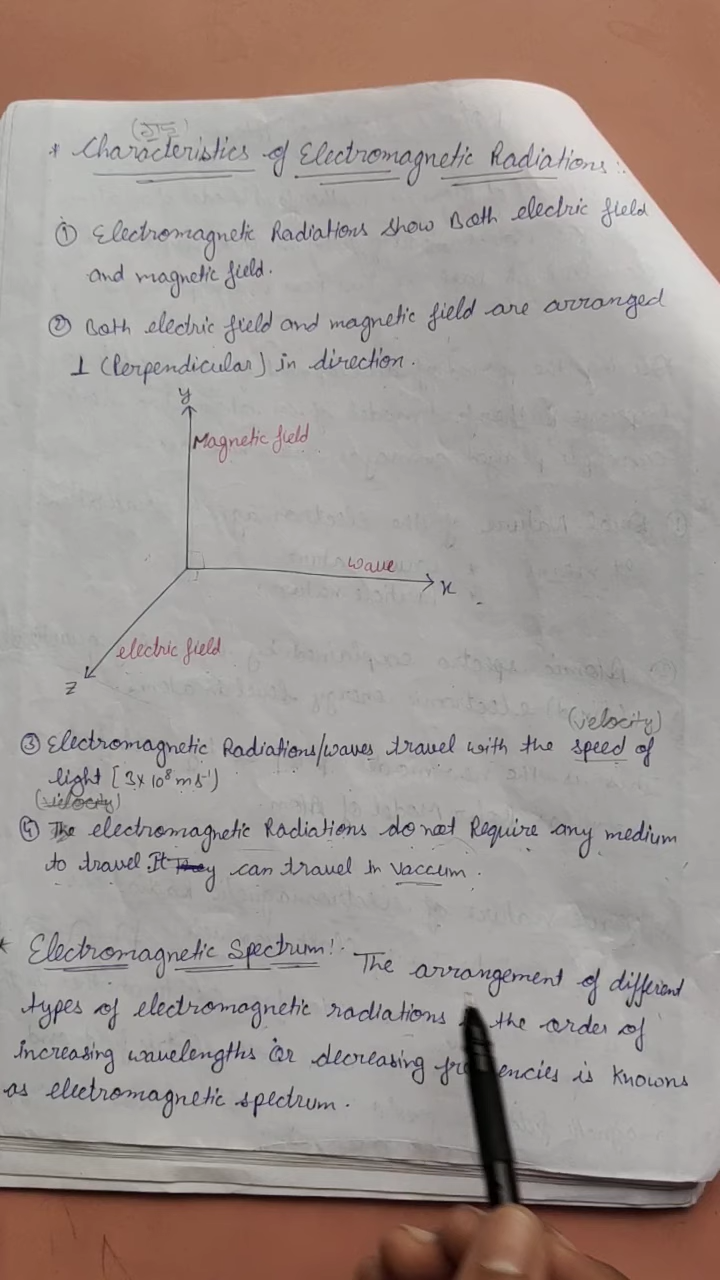 * Characteristics of Electromagnetic Radiations :.
① Electromagnetic Radiations show Both electric field
and magnetic field.
② Both electric field and magnetic field are arranged
⊥ (Perpendicular) in direction.
y
Magnetic field
wave
x
electric field
z
(velocity)
③ Electromagnetic Radiations/waves travel with the speed of
light [3x10⁸ms⁻¹)
(velocity)
④ The electromagnetic Radiations do not Require any medium
to travel It can travel in vaccum.
* Electromagnetic Spectrum:. The arrangement of different
types of electromagnetic radiations the order of
increasing wavelengths or decreasing is knowns
as electromagnetic spectrum.